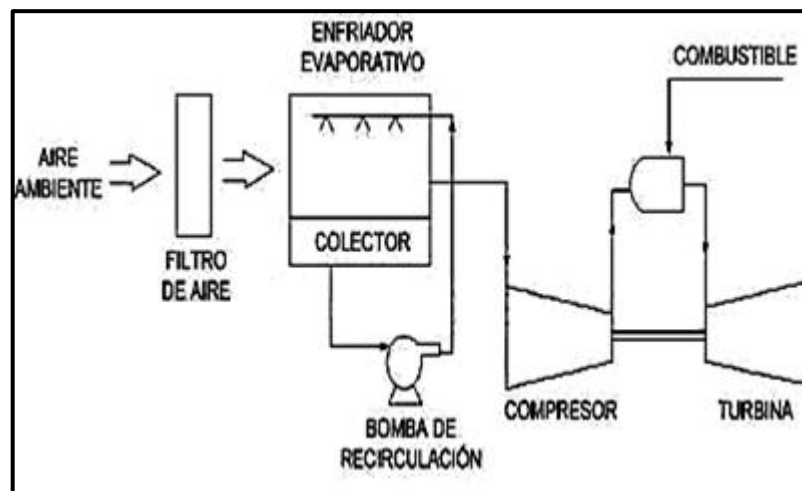 ENFRIADOR
EVAPORATIVO
COMBUSTIBLE
AIRE
AMBIENTE
COLECTOR
FILTRO
DE AIRE
COMPRESOR
TURBINA
BOMBA DE
RECIRCULACIÓN